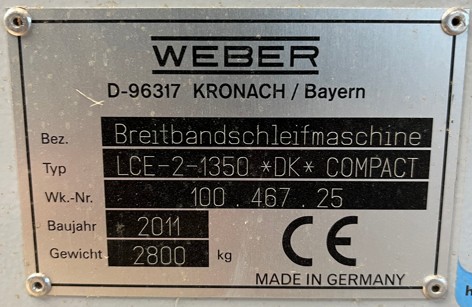 WEBER
D-96317 KRONACH / Bayern
Bez. Breitbandschleifmaschine
Typ LCE-2-1350 *DK* COMPACT
Wk.-Nr. 100 . 467 . 25
Baujahr 2011
Gewicht 2800 kg
CE
MADE IN GERMANY